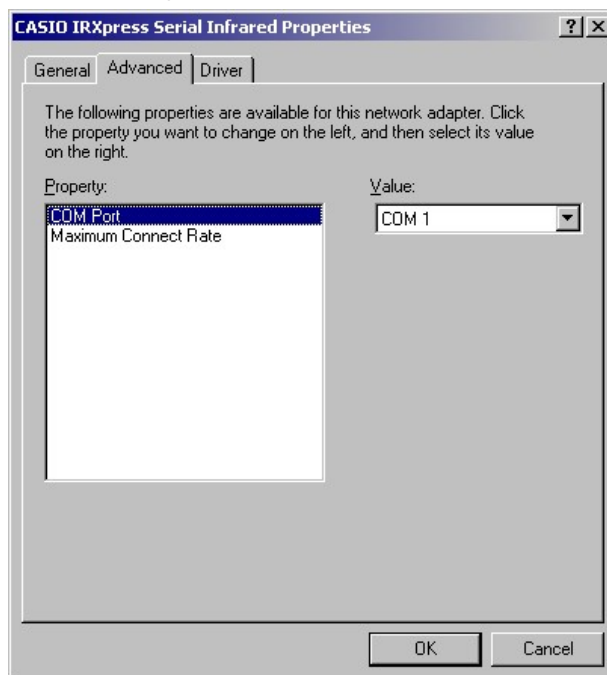 CASIO IRXpress Serial Infrared Properties
General Advanced Driver
The following properties are available for this network adapter. Click
the property you want to change on the left, and then select its value
on the right.
Property:
Value:
COM Port
Maximum Connect Rate
COM 1
OK Cancel